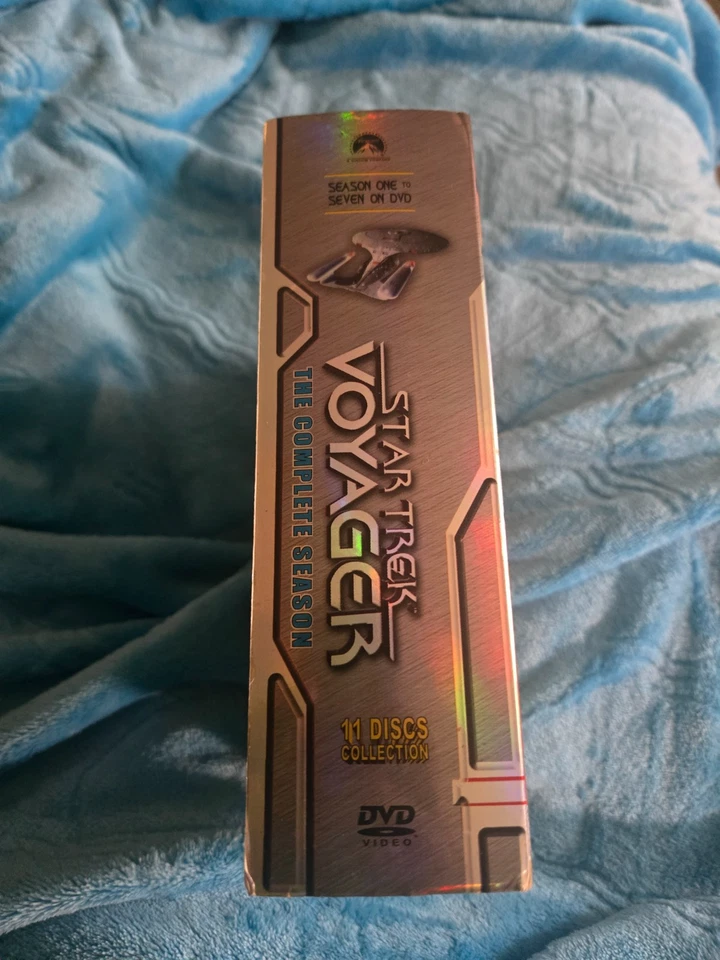 SEASON ONE TO
SEVEN ON DVD
STAR TREK
VOYAGER
THE COMPLETE SEASON
11 DISCS
COLLECTION
DVD
VIDEO